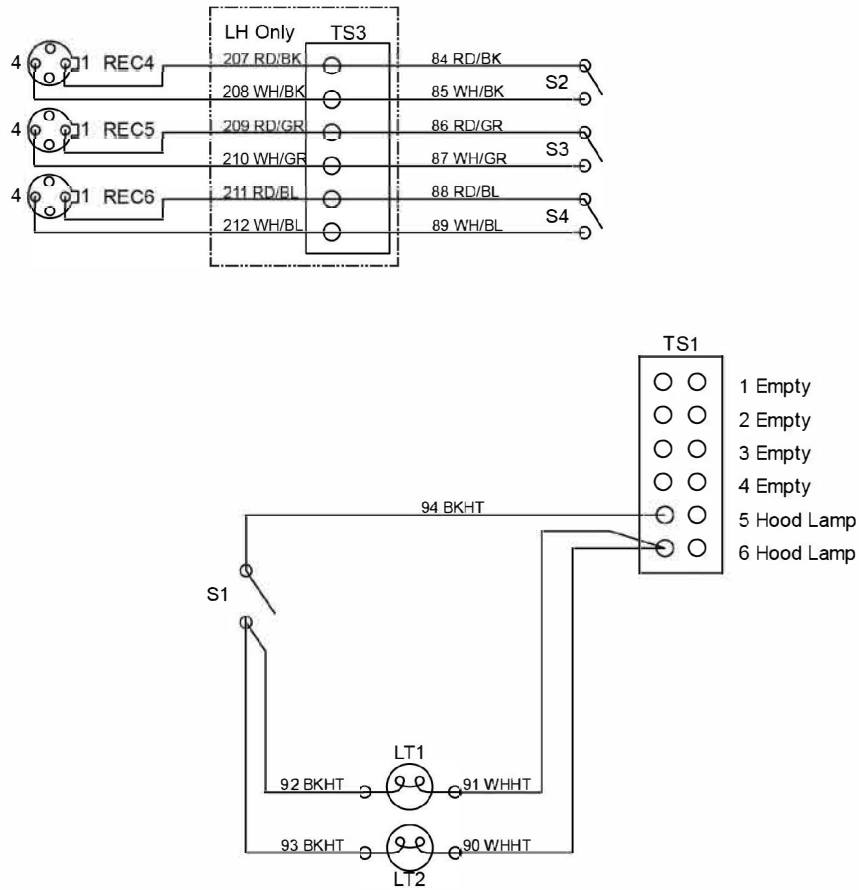 LH Only TS3
4 1 REC4 207 RD/BK 84 RD/BK
S2
208 WH/BK 85 WH/BK
4 1 REC5 209 RD/GR 86 RD/GR
S3
210 WH/GR 87 WH/GR
4 1 REC6 211 RD/BL 88 RD/BL
S4
212 WH/BL 89 WH/BL
TS1
1 Empty
2 Empty
3 Empty
4 Empty
94 BKHT
5 Hood Lamp
6 Hood Lamp
S1
LT1
92 BKHT 91 WHHT
93 BKHT 90 WHHT
LT2